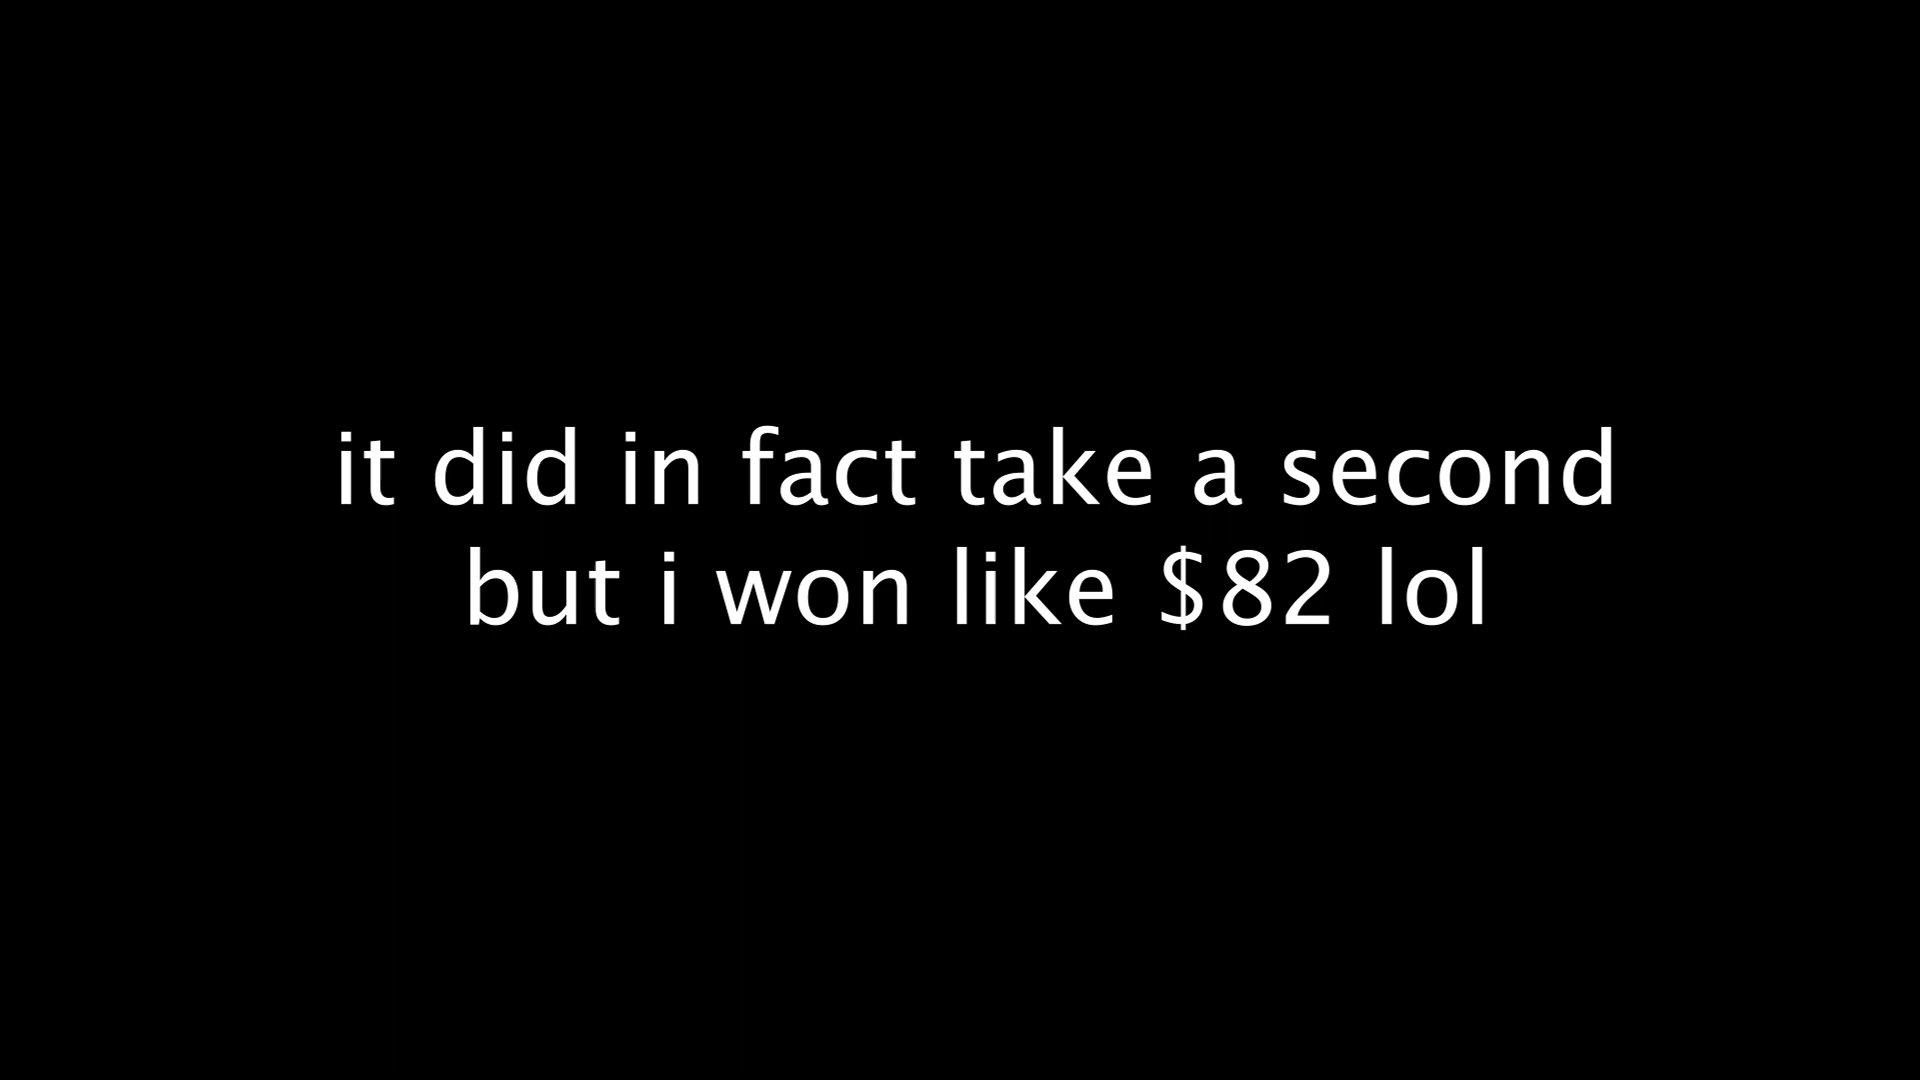 it did in fact take a second
but i won like $82 lol